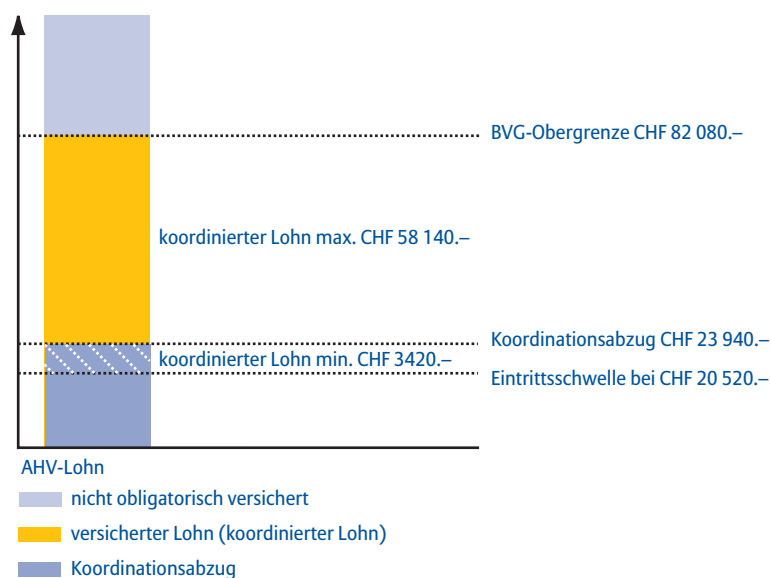 BVG-Obergrenze CHF 82 080.–
koordinierter Lohn max. CHF 58 140.–
Koordinationsabzug CHF 23 940.–
koordinierter Lohn min. CHF 3420.–
Eintrittsschwelle bei CHF 20 520.–
AHV-Lohn
nicht obligatorisch versichert
versicherter Lohn (koordinierter Lohn)
Koordinationsabzug